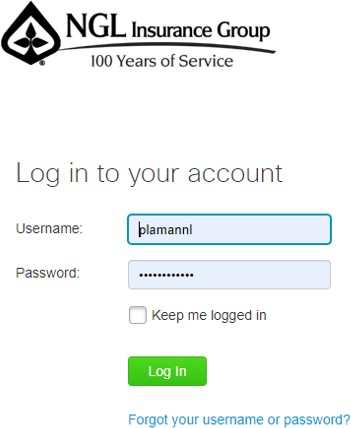 NGL Insurance Group
100 Years of Service
Log in to your account
Username:
plamannl
Password:
••••••••••••
Keep me logged in
Log In
Forgot your username or password?